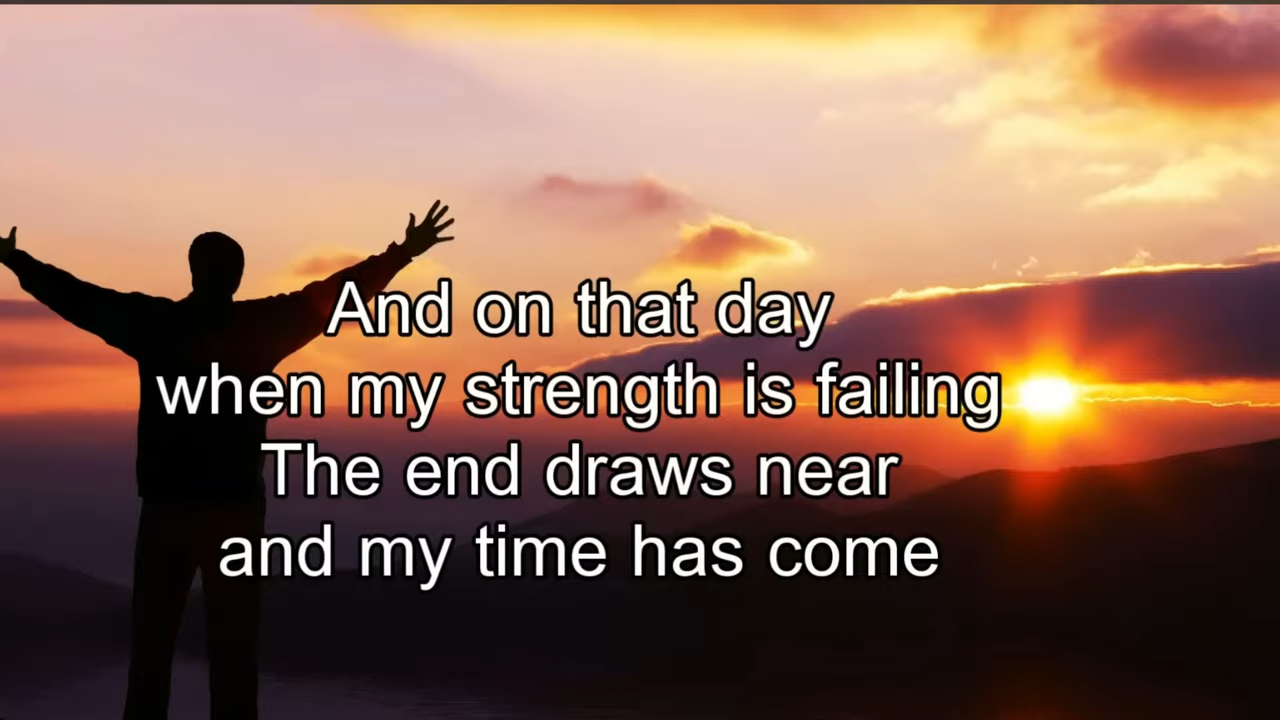 And on that day
when my strength is failing
The end draws near
and my time has come